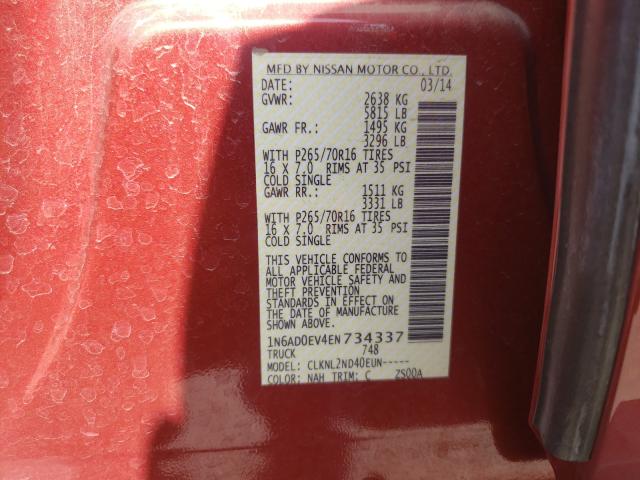 MFD BY NISSAN MOTOR CO., LTD.
DATE: 03/14
GVWR: 2638 KG
5815 LB
GAWR FR.: 1495 KG
3296 LB
WITH P265/70R16 TIRES
16 X 7.0 RIMS AT 35 PSI
COLD SINGLE
GAWR RR.: 1511 KG
3331 LB
WITH P265/70R16 TIRES
16 X 7.0 RIMS AT 35 PSI
COLD SINGLE
THIS VEHICLE CONFORMS TO
ALL APPLICABLE FEDERAL
MOTOR VEHICLE SAFETY AND
THEFT PREVENTION
STANDARDS IN EFFECT ON
THE DATE OF MANUFACTURE
SHOWN ABOVE.
1N6AD0EV4EN734337
TRUCK 748
MODEL: CLKNL2ND40EUN-----
COLOR: NAH TRIM: C ZS00A